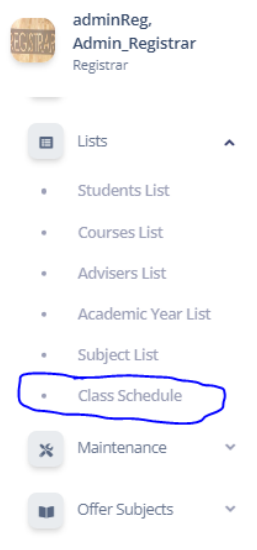 adminReg,
Admin_Registrar
Registrar
Lists
Students List
Courses List
Advisers List
Academic Year List
Subject List
Class Schedule
Maintenance
Offer Subjects